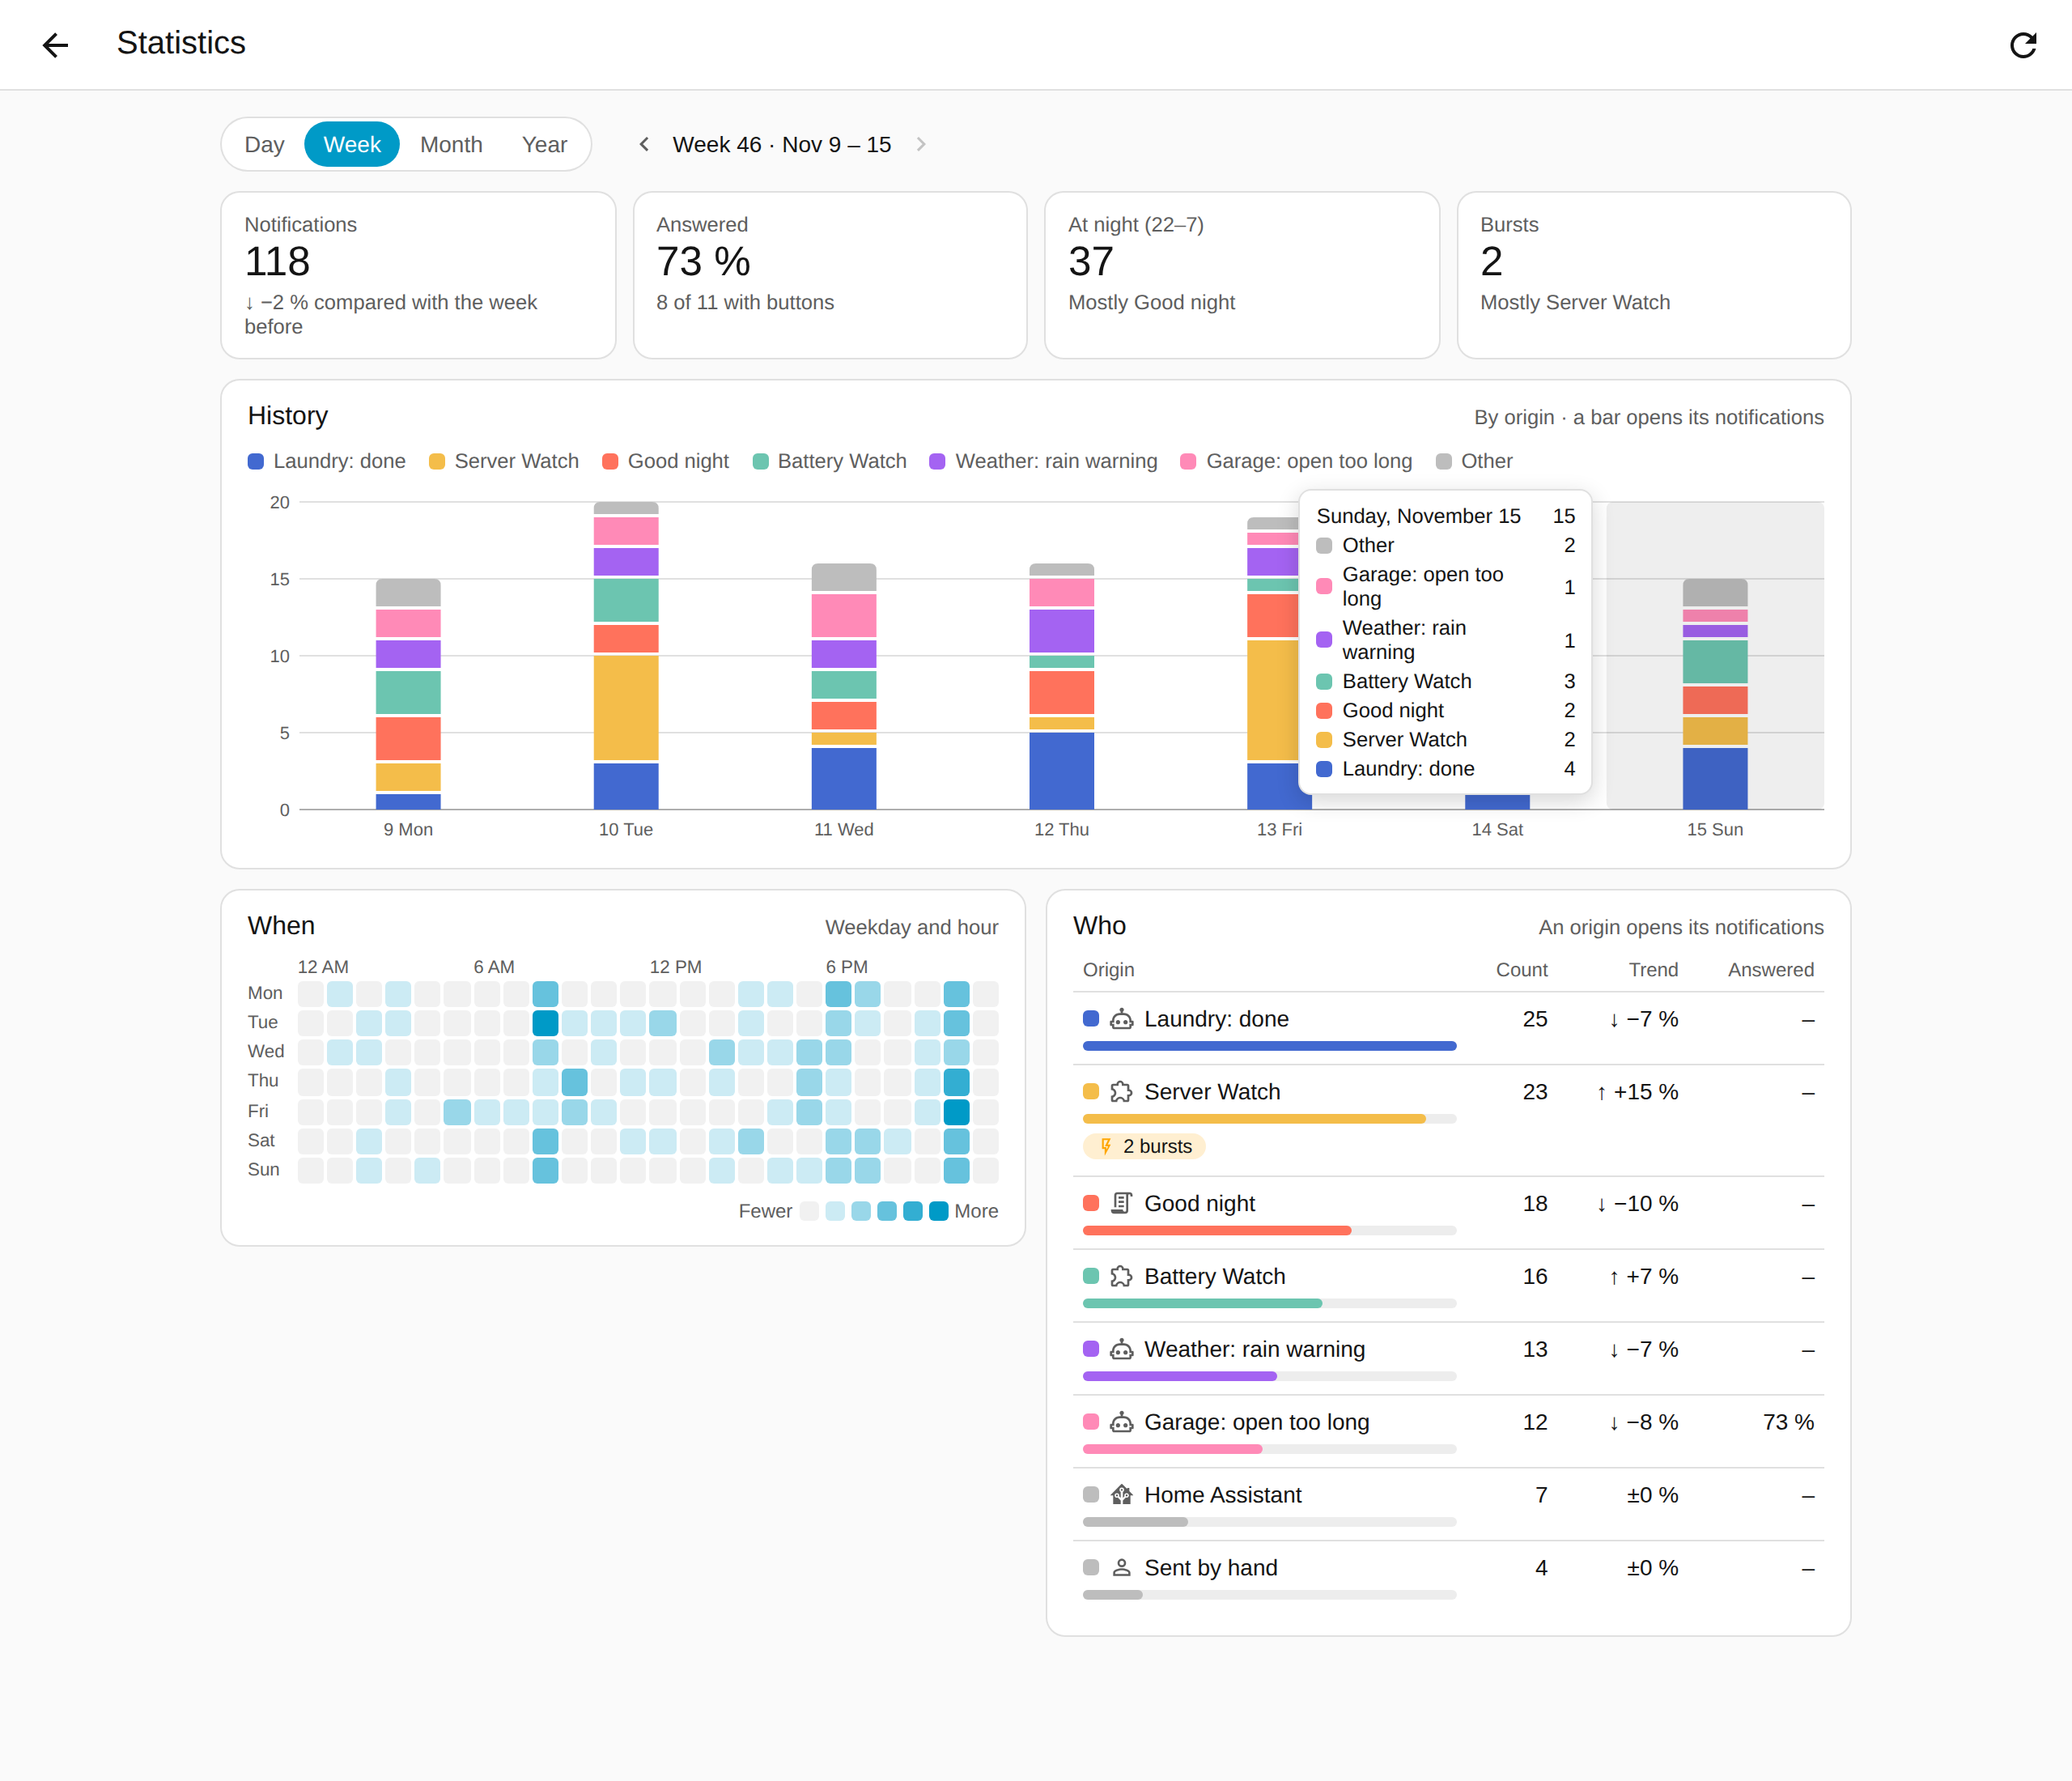 Statistics
Day Week Month Year
Week 46 · Nov 9 – 15
Notifications
118
↓ −2 % compared with the week
before
Answered
73 %
8 of 11 with buttons
At night (22–7)
37
Mostly Good night
Bursts
2
Mostly Server Watch
History
By origin · a bar opens its notifications
Laundry: done Server Watch Good night Battery Watch Weather: rain warning Garage: open too long Other
20
15
10
5
0
9 Mon 10 Tue 11 Wed 12 Thu 13 Fri 14 Sat 15 Sun
Sunday, November 15 15
Other 2
Garage: open too
long 1
Weather: rain
warning 1
Battery Watch 3
Good night 2
Server Watch 2
Laundry: done 4
When
Weekday and hour
12 AM 6 AM 12 PM 6 PM
Mon
Tue
Wed
Thu
Fri
Sat
Sun
Fewer More
Who
An origin opens its notifications
Origin Count Trend Answered
Laundry: done 25 ↓ −7 % –
Server Watch 23 ↑ +15 % –
2 bursts
Good night 18 ↓ −10 % –
Battery Watch 16 ↑ +7 % –
Weather: rain warning 13 ↓ −7 % –
Garage: open too long 12 ↓ −8 % 73 %
Home Assistant 7 ±0 % –
Sent by hand 4 ±0 % –